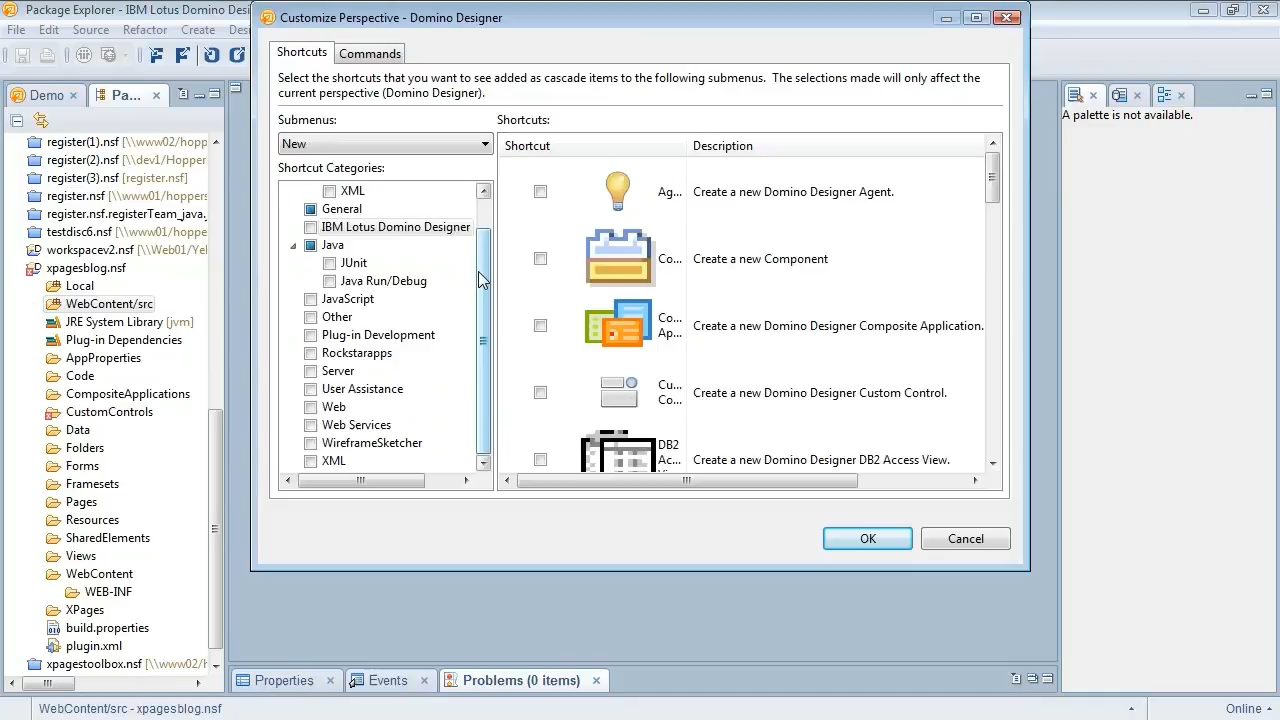 Package Explorer - IBM Lotus Domino Desi
File Edit Source Refactor Create Desi
Demo
Pa...
register(1).nsf [\\www02/hopp
register(2).nsf [\\dev1/Hopper
register(3).nsf [register.nsf]
register.nsf [\\www01/hoppers
register.nsf.registerTeam_java.
testdisc6.nsf [\\www01/hoppers
workspacev2.nsf [\\Web01/Yel
xpagesblog.nsf
Local
WebContent/src
JRE System Library [jvm]
Plug-in Dependencies
AppProperties
Code
CompositeApplications
CustomControls
Data
Folders
Forms
Framesets
Pages
Resources
SharedElements
Views
WebContent
WEB-INF
XPages
build.properties
plugin.xml
xpagestoolbox.nsf [\\www02/h
Customize Perspective - Domino Designer
Shortcuts
Commands
Select the shortcuts that you want to see added as cascade items to the following submenus. The selections made will only affect the
current perspective (Domino Designer).
Submenus:
New
Shortcut Categories:
XML
General
IBM Lotus Domino Designer
Java
JUnit
Java Run/Debug
JavaScript
Other
Plug-in Development
Rockstarapps
Server
User Assistance
Web
Web Services
WireframeSketcher
XML
Shortcuts:
Shortcut Description
Ag... Create a new Domino Designer Agent.
Co... Create a new Component
Co...
Ap...
Create a new Domino Designer Composite Application.
Cu...
Co...
Create a new Domino Designer Custom Control.
DB2
Ac...
Create a new Domino Designer DB2 Access View.
OK
Cancel
A palette is not available.
Properties
Events
Problems (0 items)
WebContent/src - xpagesblog.nsf
Online